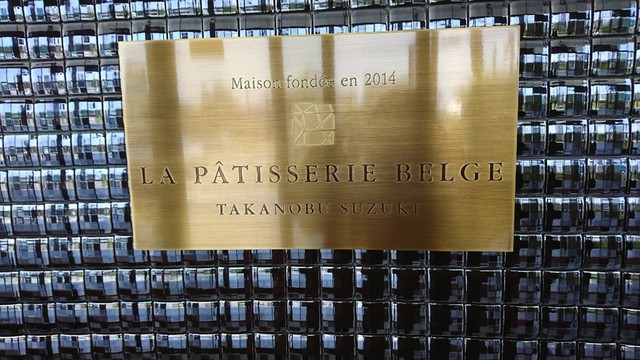 Maison fondée en 2014
LA PÂTISSERIE BELGE
TAKANOBU SUZUKI